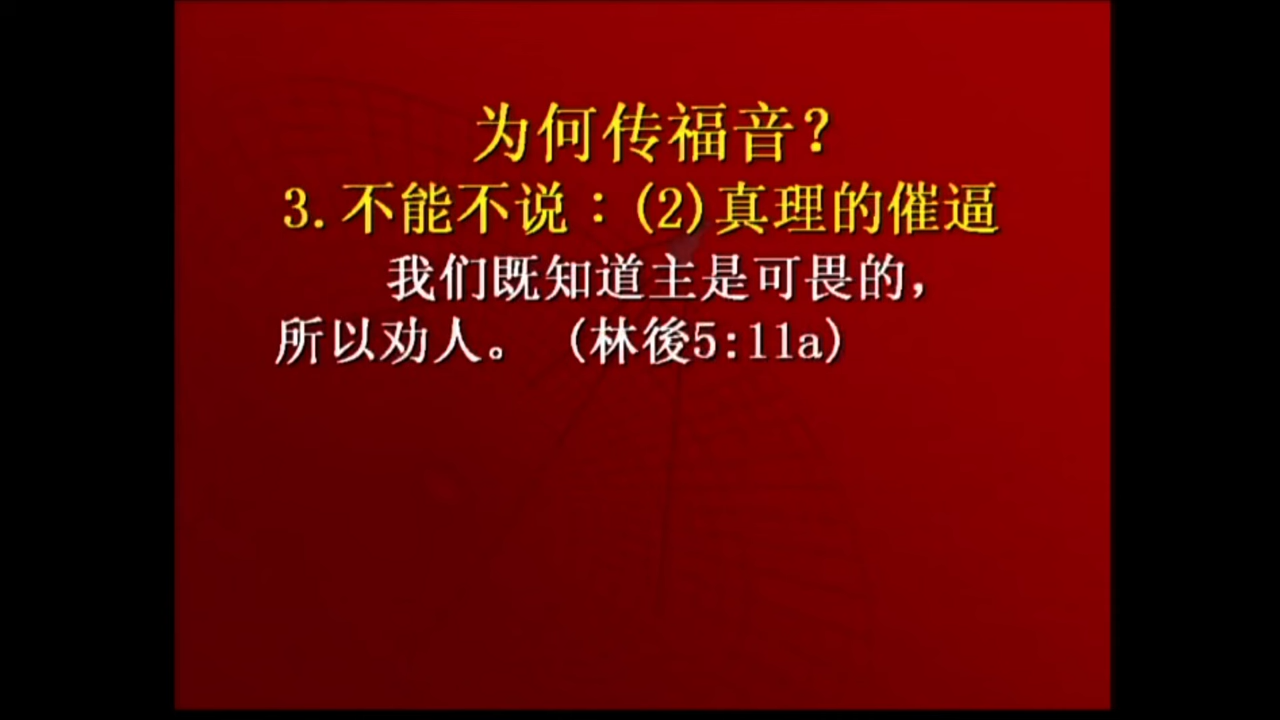 为何传福音?
3.不能不说：(2)真理的催逼
我们既知道主是可畏的,
所以劝人。 (林後5:11a)